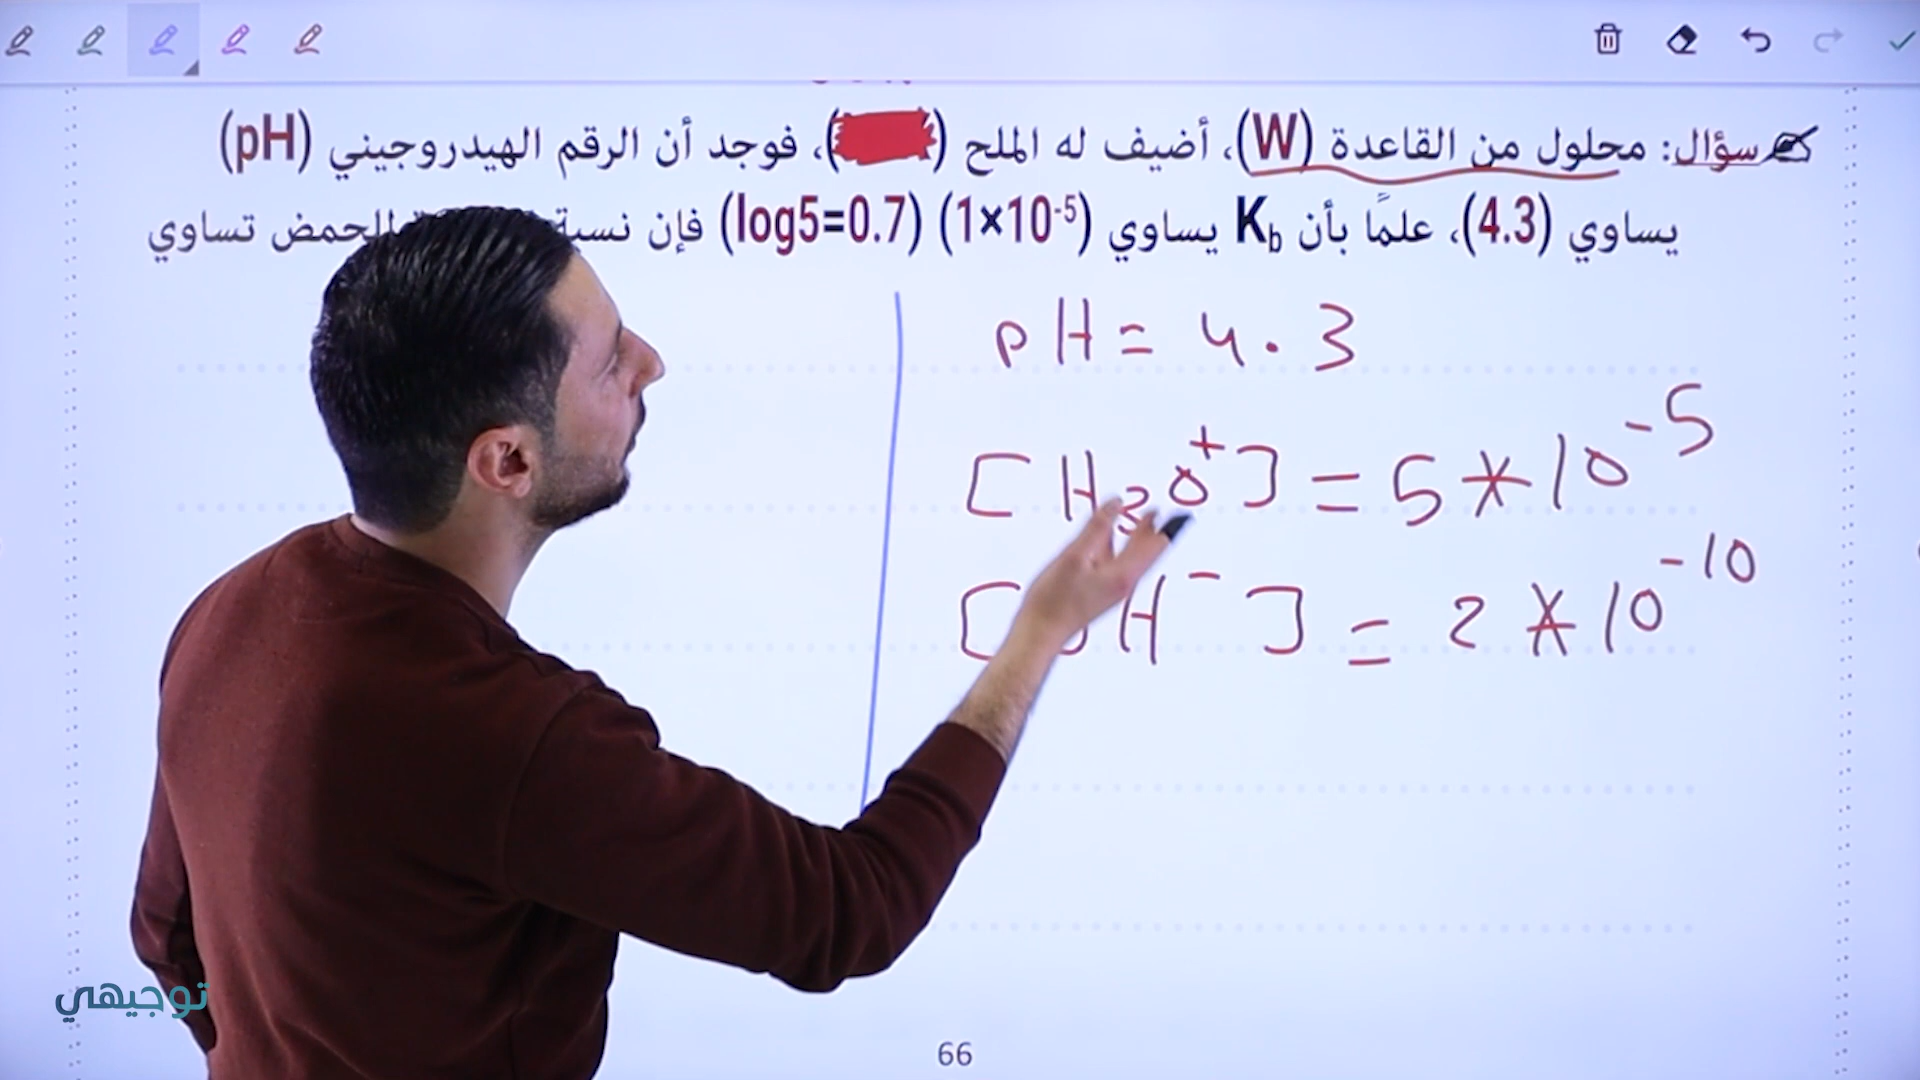 سؤال: محلول من القاعدة (W)، أضيف له الملح ( )، فوجد أن الرقم الهيدروجيني (pH)
يساوي (4.3)، علمًا بأن Kb يساوي (1×10-5) (log5=0.7) فإن نسبة للحمض تساوي
pH = 4.3
[H3O+] = 5 * 10-5
[OH-] = 2 * 10-10
توجيهي
66